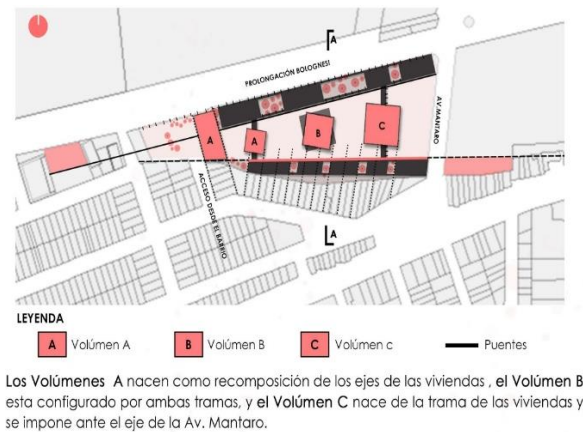 A
PROLONGACIÓN BOLOGNESI
AV. MANTARO
A
A
B
C
ACCESO DESDE EL BARRIO
A
LEYENDA
A Volúmen A
B Volúmen B
C Volúmen c
Puentes
Los Volúmenes A nacen como recomposición de los ejes de las viviendas , el Volúmen B
esta configurado por ambas tramas, y el Volúmen C nace de la trama de las viviendas y
se impone ante el eje de la Av. Mantaro.